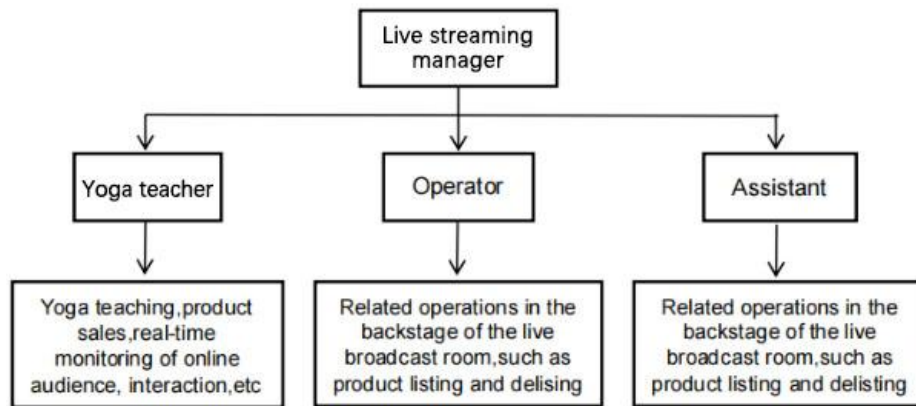 Live streaming
manager
Yoga teacher
Operator
Assistant
Yoga teaching,product
sales,real-time
monitoring of online
audience, interaction,etc
Related operations in the
backstage of the live
broadcast room,such as
product listing and delising
Related operations in the
backstage of the live
broadcast room,such as
product listing and delisting